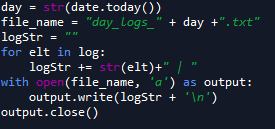 day = str(date.today())
file_name = "day_logs_" + day +".txt"
logStr = ""
for elt in log:
    logStr += str(elt)+" | "
with open(file_name, 'a') as output:
    output.write(logStr + '\n')
output.close()